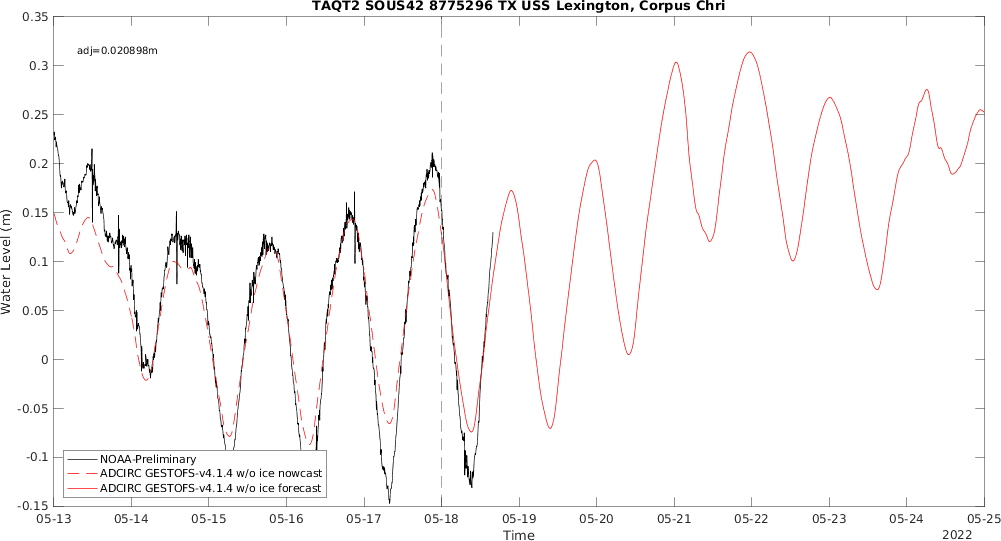 TAQT2 SOUS42 8775296 TX USS Lexington, Corpus Chri
adj=0.020898m
Water Level (m)
0.35
0.3
0.25
0.2
0.15
0.1
0.05
0
-0.05
-0.1
-0.15
NOAA-Preliminary
ADCIRC GESTOFS-v4.1.4 w/o ice nowcast
ADCIRC GESTOFS-v4.1.4 w/o ice forecast
05-13 05-14 05-15 05-16 05-17 05-18 05-19 05-20 05-21 05-22 05-23 05-24 05-25
Time
2022